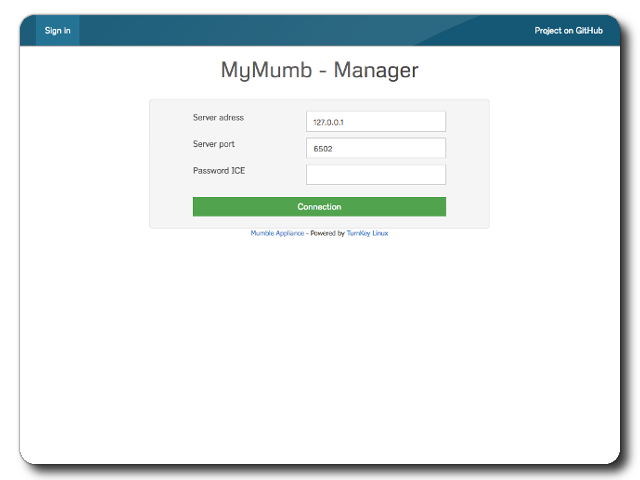 Sign in
Project on GitHub
MyMumb - Manager
Server adress
127.0.0.1
Server port
6502
Password ICE
Connection
Mumble Appliance - Powered by TurnKey Linux